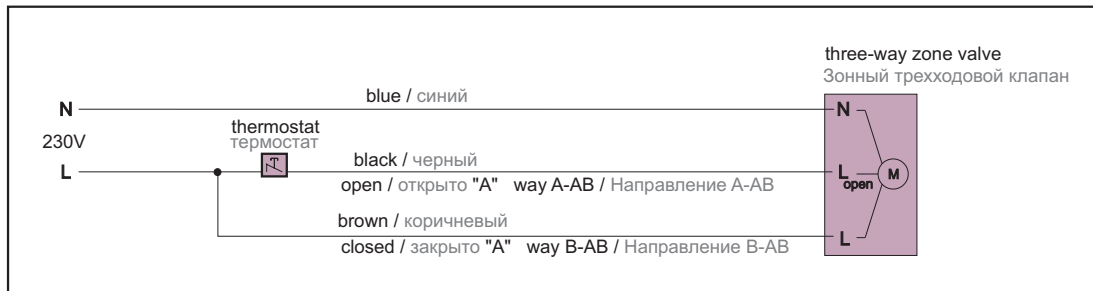 three-way zone valve
Зонный трехходовой клапан
blue / синий
N
N
230V
thermostat
термостат
L
black / черный
open / открыто "A" way A-AB / Направление A-AB
L
open
M
brown / коричневый
closed / закрыто "A" way B-AB / Направление B-AB
L